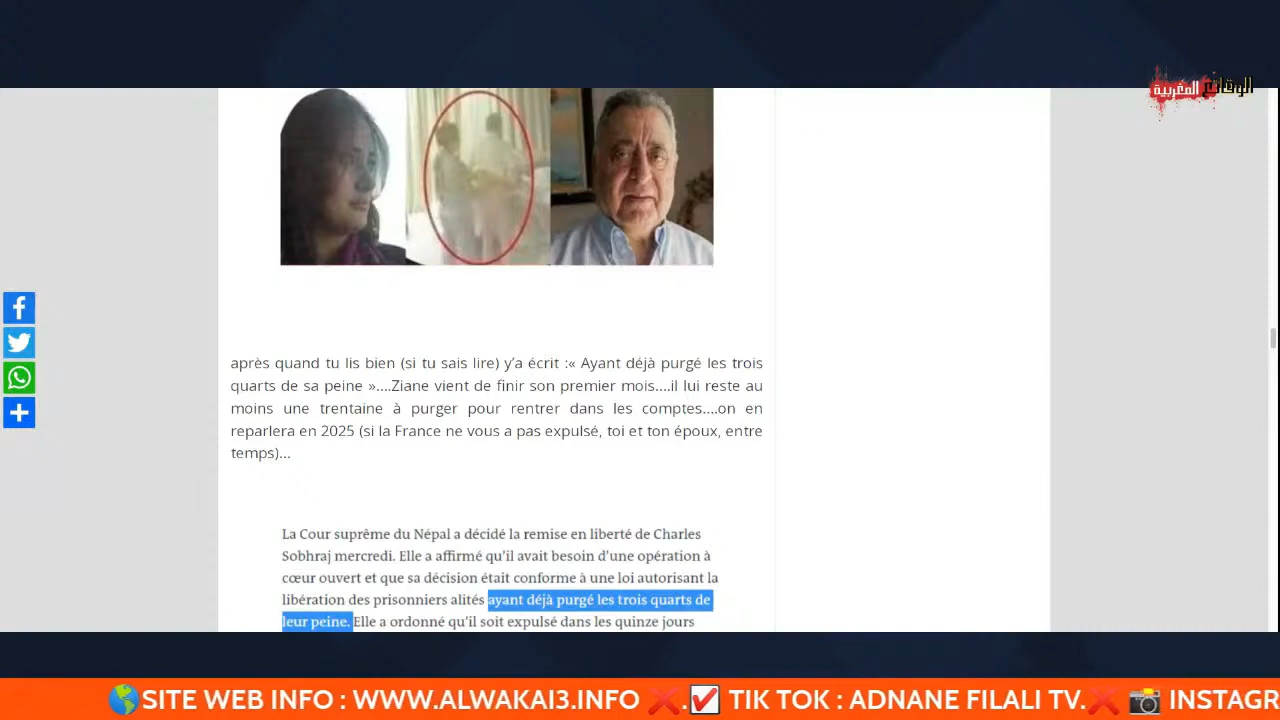 الوقائع المغربية
après quand tu lis bien (si tu sais lire) y’a écrit :« Ayant déjà purgé les trois
quarts de sa peine »....Ziane vient de finir son premier mois....il lui reste au
moins une trentaine à purger pour rentrer dans les comptes....on en
reparlera en 2025 (si la France ne vous a pas expulsé, toi et ton époux, entre
temps)...
La Cour suprême du Népal a décidé la remise en liberté de Charles
Sobhraj mercredi. Elle a affirmé qu’il avait besoin d’une opération à
cœur ouvert et que sa décision était conforme à une loi autorisant la
libération des prisonniers alités ayant déjà purgé les trois quarts de
leur peine. Elle a ordonné qu’il soit expulsé dans les quinze jours
SITE WEB INFO : WWW.ALWAKAI3.INFO . TIK TOK : ADNANE FILALI TV. INSTAGR